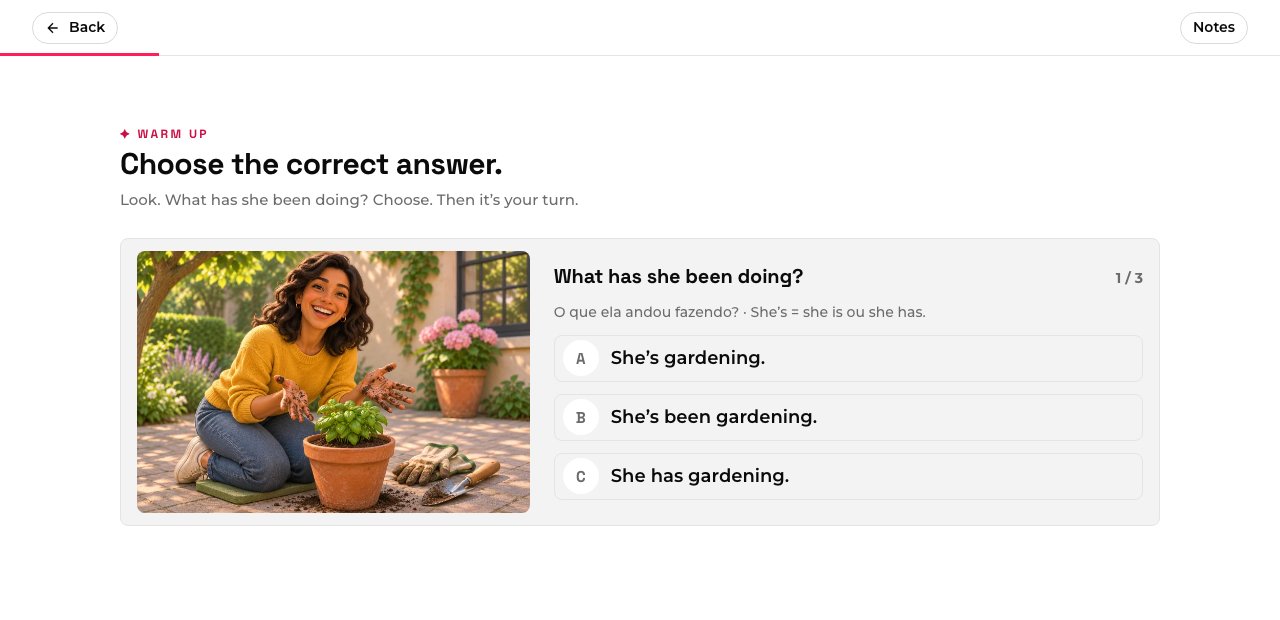 Back
Notes
WARM UP
Choose the correct answer.
Look. What has she been doing? Choose. Then it’s your turn.
What has she been doing?
1 / 3
O que ela andou fazendo? · She’s = she is ou she has.
A She’s gardening.
B She’s been gardening.
C She has gardening.